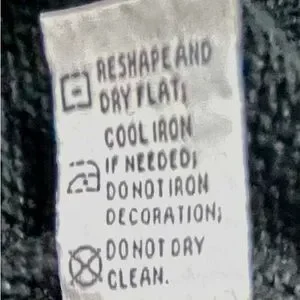 RESHAPE AND
DRY FLAT;
COOL IRON
IF NEEDED;
DO NOT IRON
DECORATION;
DO NOT DRY
CLEAN.